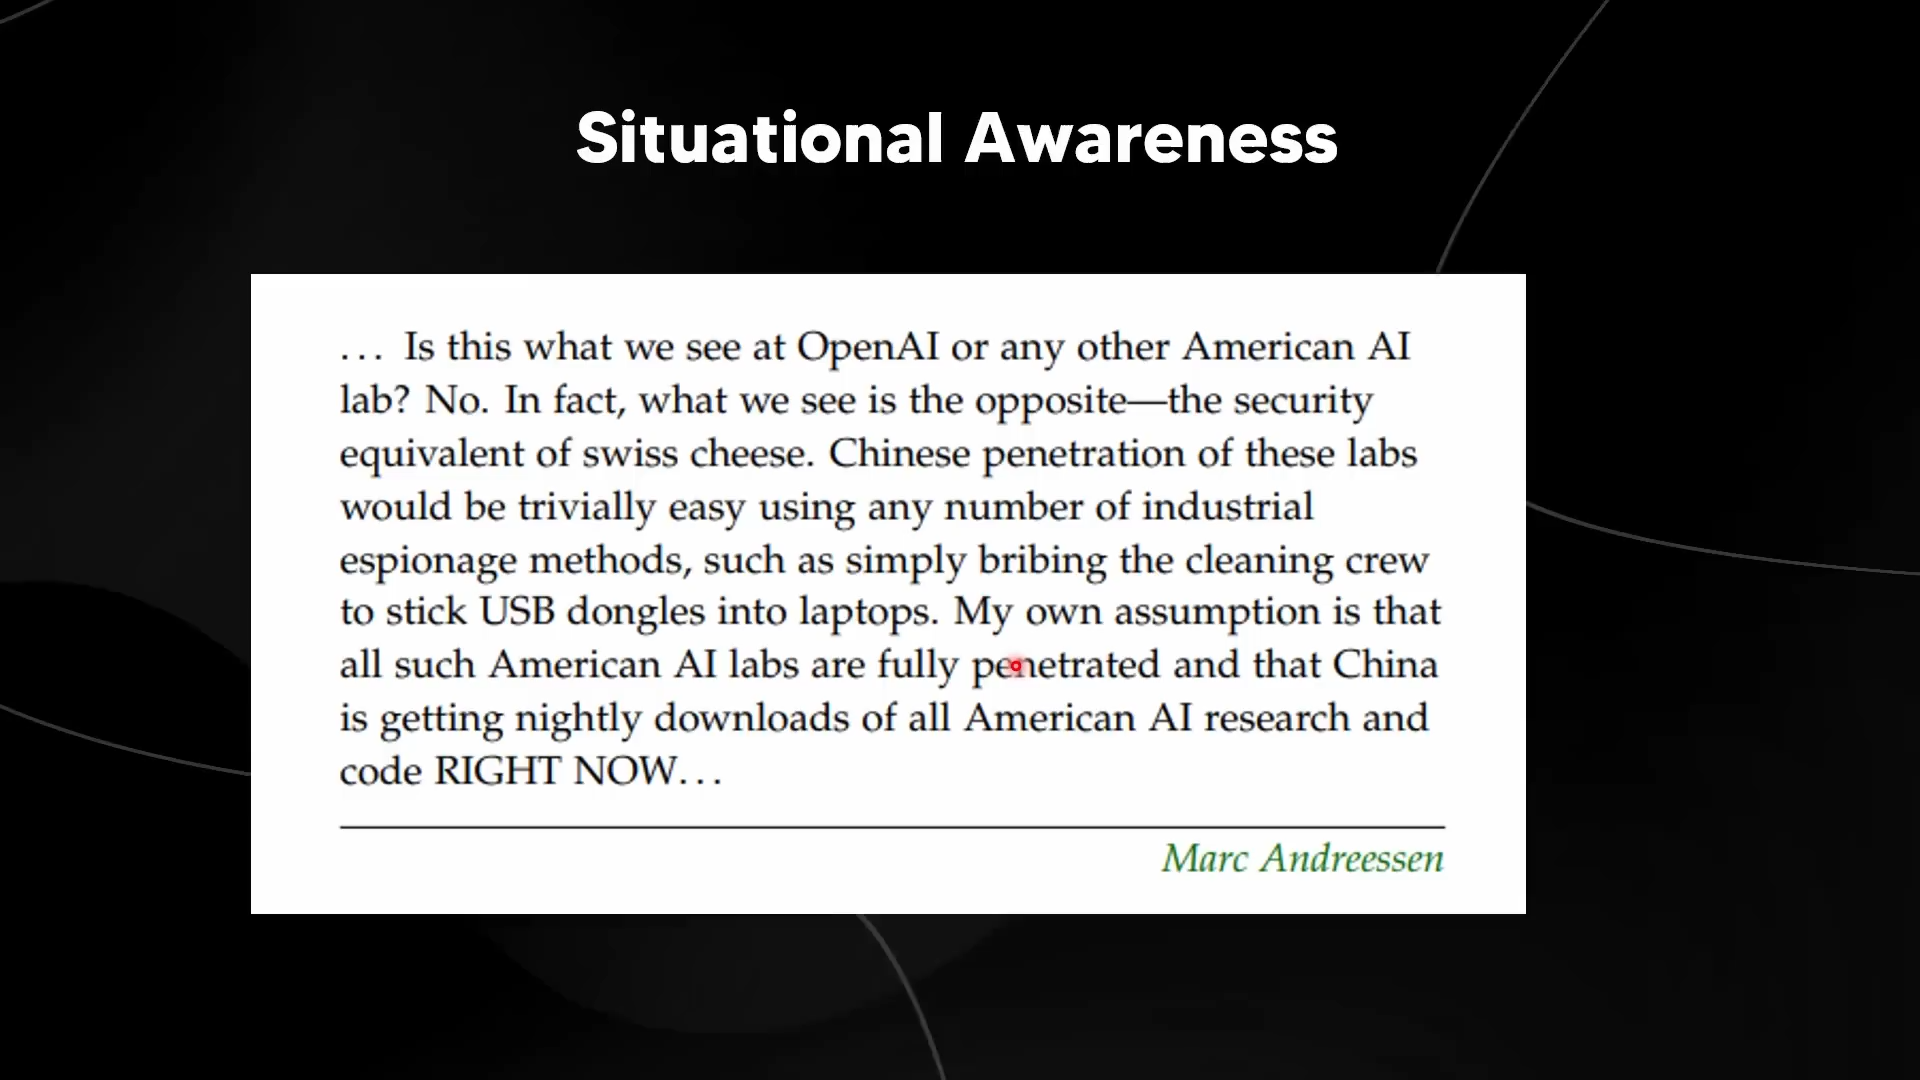 Situational Awareness
... Is this what we see at OpenAI or any other American AI
lab? No. In fact, what we see is the opposite—the security
equivalent of swiss cheese. Chinese penetration of these labs
would be trivially easy using any number of industrial
espionage methods, such as simply bribing the cleaning crew
to stick USB dongles into laptops. My own assumption is that
all such American AI labs are fully penetrated and that China
is getting nightly downloads of all American AI research and
code RIGHT NOW...
Marc Andreessen